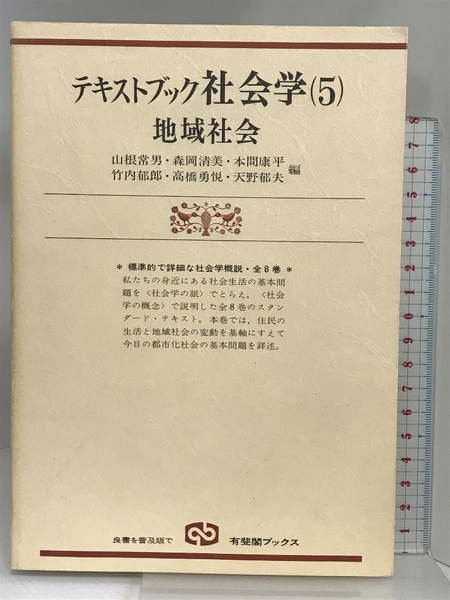 テキストブック社会学(5)
地域社会
山根常男・森岡清美・本間康平
竹内郁郎・高橋勇悦・天野郁夫
編
* 標準的で詳細な社会学概説・全8巻 *
私たちの身近にある社会生活の基本問
題を〈社会学の眼〉でとらえ、〈社会
学の概念〉で説明した全8巻のスタン
ダード・テキスト。本巻では，住民の
生活と地域社会の変動を基軸にすえて
今日の都市化社会の基本問題を詳述。
良書を普及版で
有斐閣ブックス
8
7
6
5
4
3
2
1